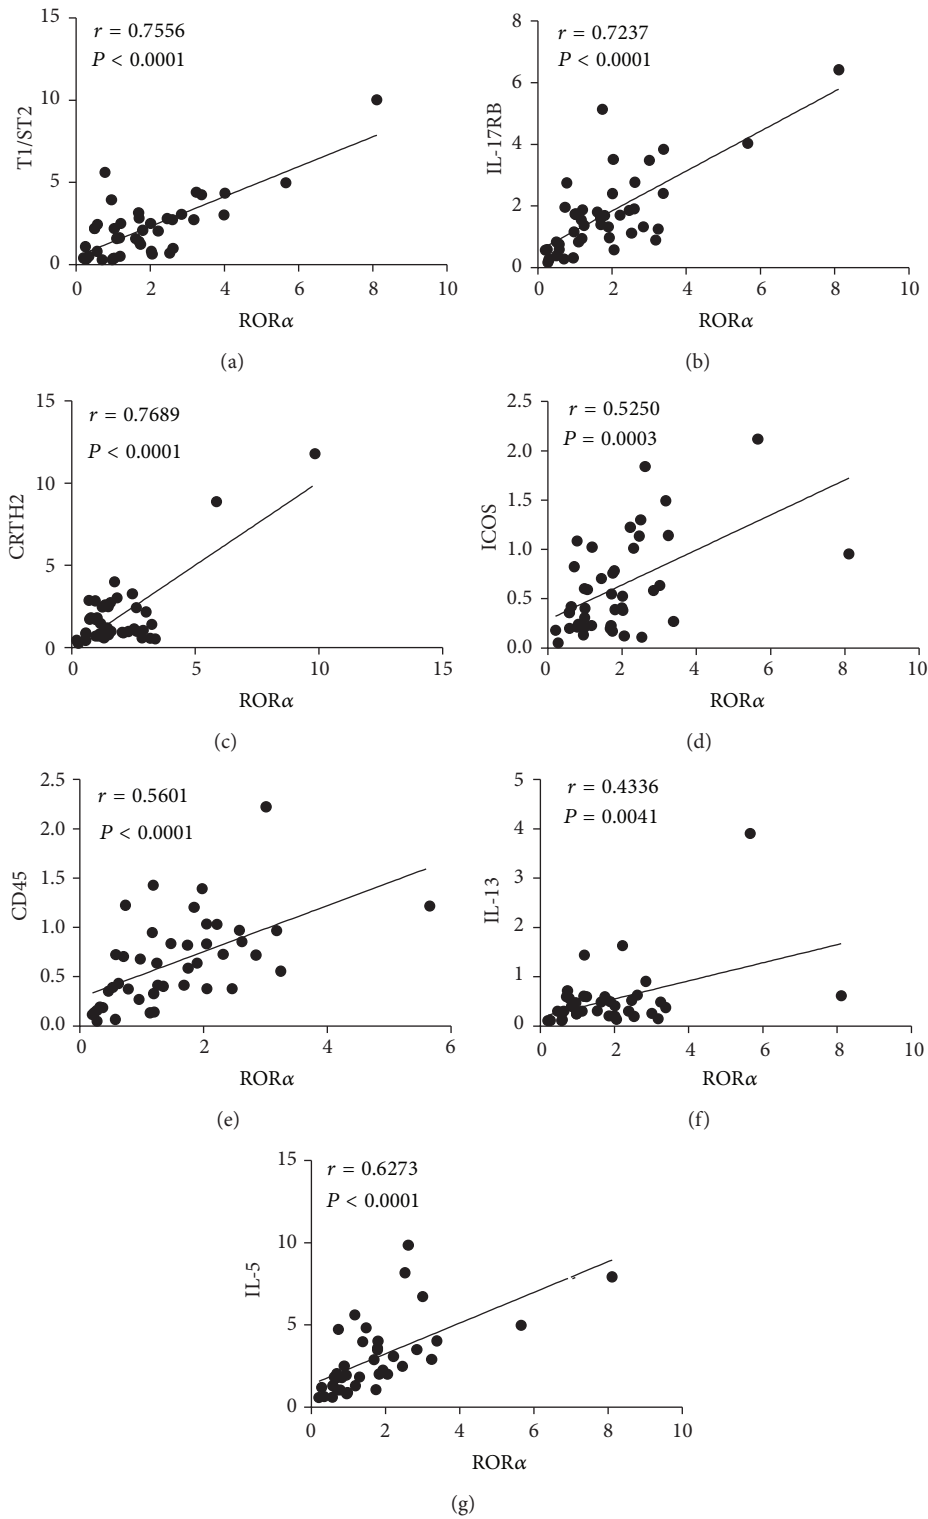 r = 0.7556
P < 0.0001
T1/ST2
15
10
5
0
0 2 4 6 8 10
RORα
(a)
r = 0.7237
P < 0.0001
IL-17RB
8
6
4
2
0
0 2 4 6 8 10
RORα
(b)
r = 0.7689
P < 0.0001
CRTH2
15
10
5
0
0 5 10 15
RORα
(c)
r = 0.5250
P = 0.0003
ICOS
2.5
2.0
1.5
1.0
0.5
0.0
0 2 4 6 8 10
RORα
(d)
r = 0.5601
P < 0.0001
CD45
2.5
2.0
1.5
1.0
0.5
0.0
0 2 4 6
RORα
(e)
r = 0.4336
P = 0.0041
IL-13
5
4
3
2
1
0
0 2 4 6 8 10
RORα
(f)
r = 0.6273
P < 0.0001
IL-5
15
10
5
0
0 2 4 6 8 10
RORα
(g)